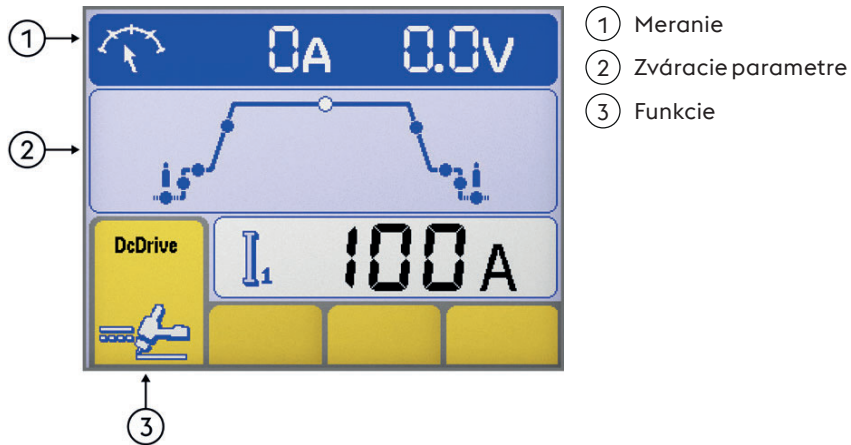 1
0A 0.0V
2
DcDrive
I1 100A
3
1 Meranie
2 Zváracie parametre
3 Funkcie